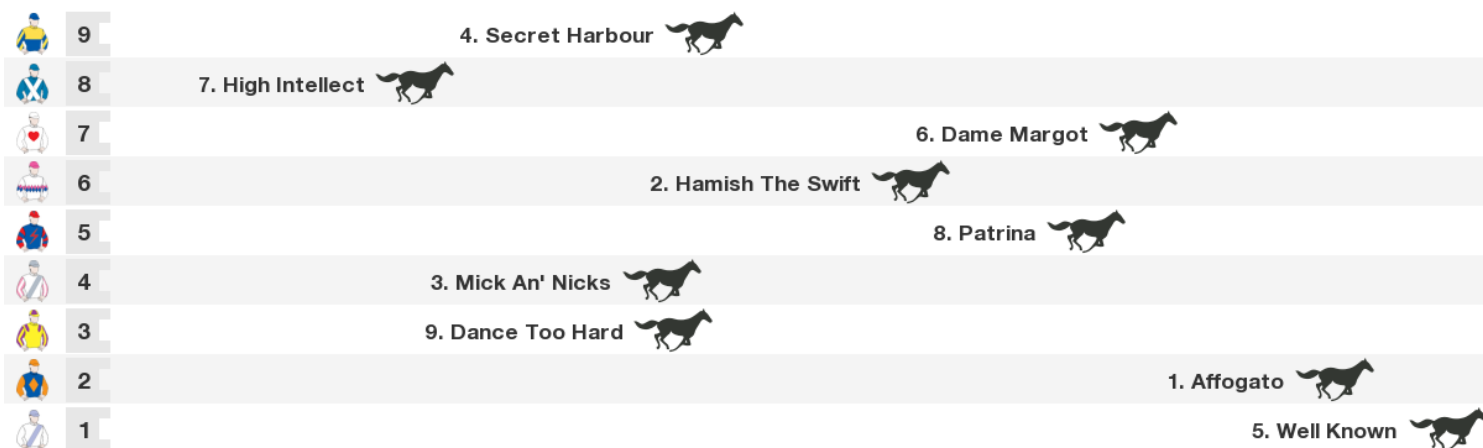 9 4. Secret Harbour
8 7. High Intellect
7 6. Dame Margot
6 2. Hamish The Swift
5 8. Patrina
4 3. Mick An' Nicks
3 9. Dance Too Hard
2 1. Affogato
1 5. Well Known